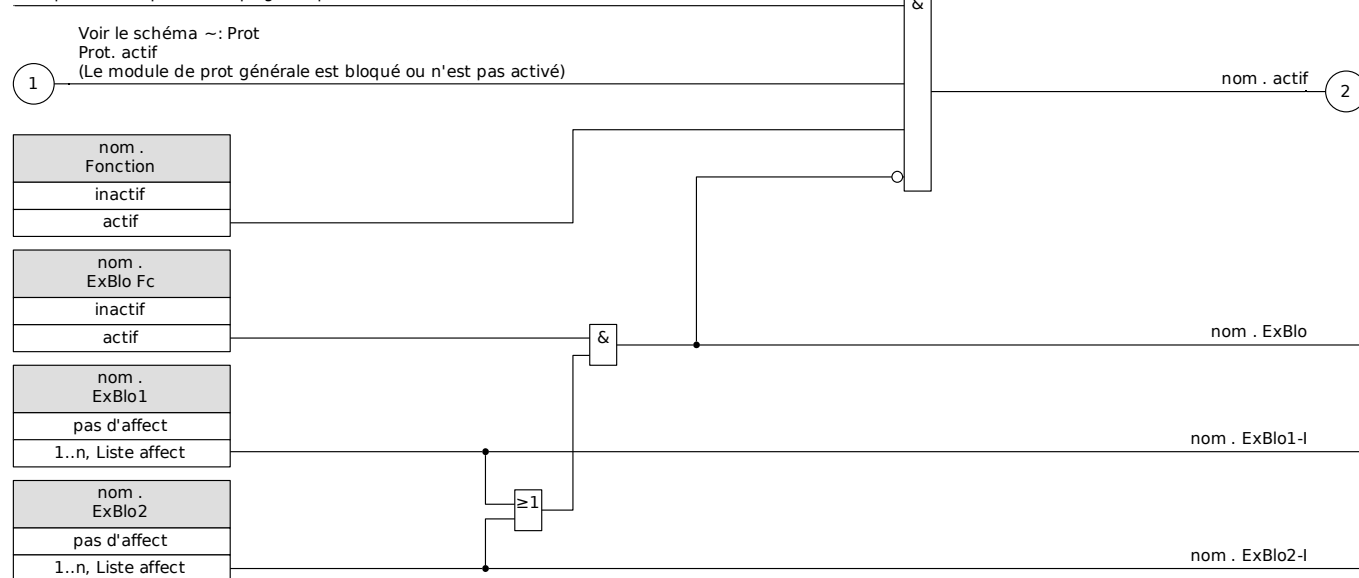 &
Voir le schéma ~: Prot
Prot. actif
(Le module de prot générale est bloqué ou n'est pas activé)
1
nom . actif
2
nom .
Fonction
inactif
actif
nom .
ExBlo Fc
inactif
actif
&
nom . ExBlo
nom .
ExBlo1
pas d'affect
1..n, Liste affect
nom . ExBlo1-I
≥1
nom .
ExBlo2
pas d'affect
1..n, Liste affect
nom . ExBlo2-I